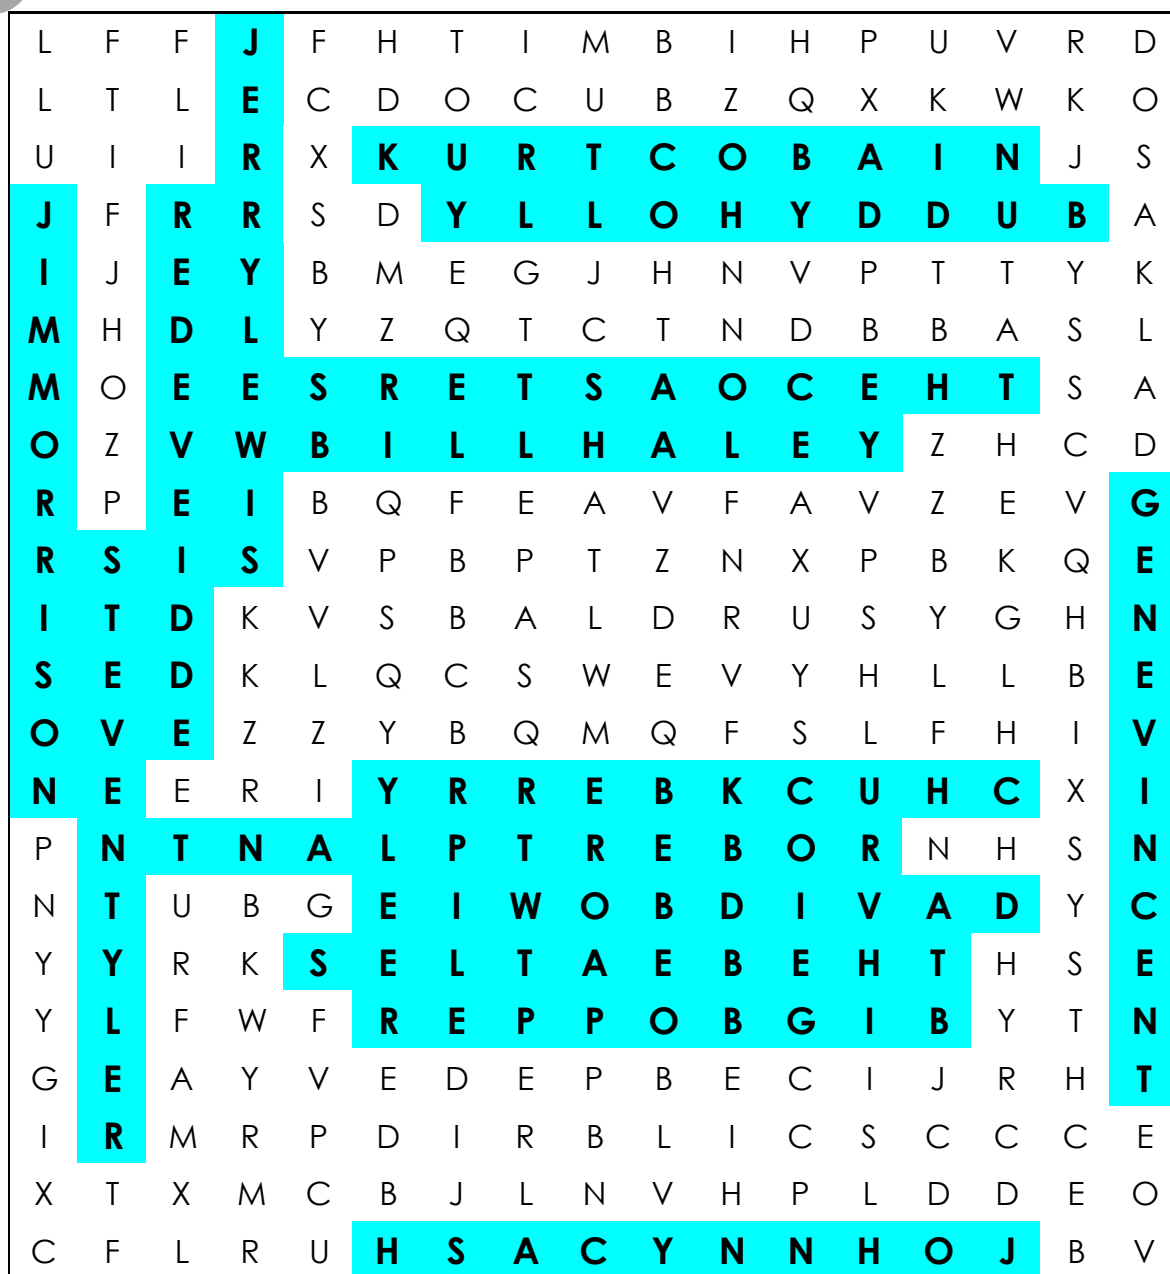 L F F J F H T I M B I H P U V R D
L T L E C D O C U B Z Q X K W K O
U I I R X K U R T C O B A I N J S
J F R R S D Y L L O H Y D D U B A
I J E Y B M E G J H N V P T T Y K
M H D L Y Z Q T C T N D B B A S L
M O E E S R E T S A O C E H T S A
O Z V W B I L L H A L E Y Z H C D
R P E I B Q F E A V F A V Z E V G
R S I S V P B P T Z N X P B K Q E
I T D K V S B A L D R U S Y G H N
S E D K L Q C S W E V Y H L L B E
O V E Z Z Y B Q M Q F S L F H I V
N E E R I Y R R E B K C U H C X I
P N T N A L P T R E B O R N H S N
N T U B G E I W O B D I V A D Y C
Y Y R K S E L T A E B E H T H S E
Y L F W F R E P P O B G I B Y T N
G E A Y V E D E P B E C I J R H T
I R M R P D I R B L I C S C C C E
X T X M C B J L N V H P L D D E O
C F L R U H S A C Y N N H O J B V